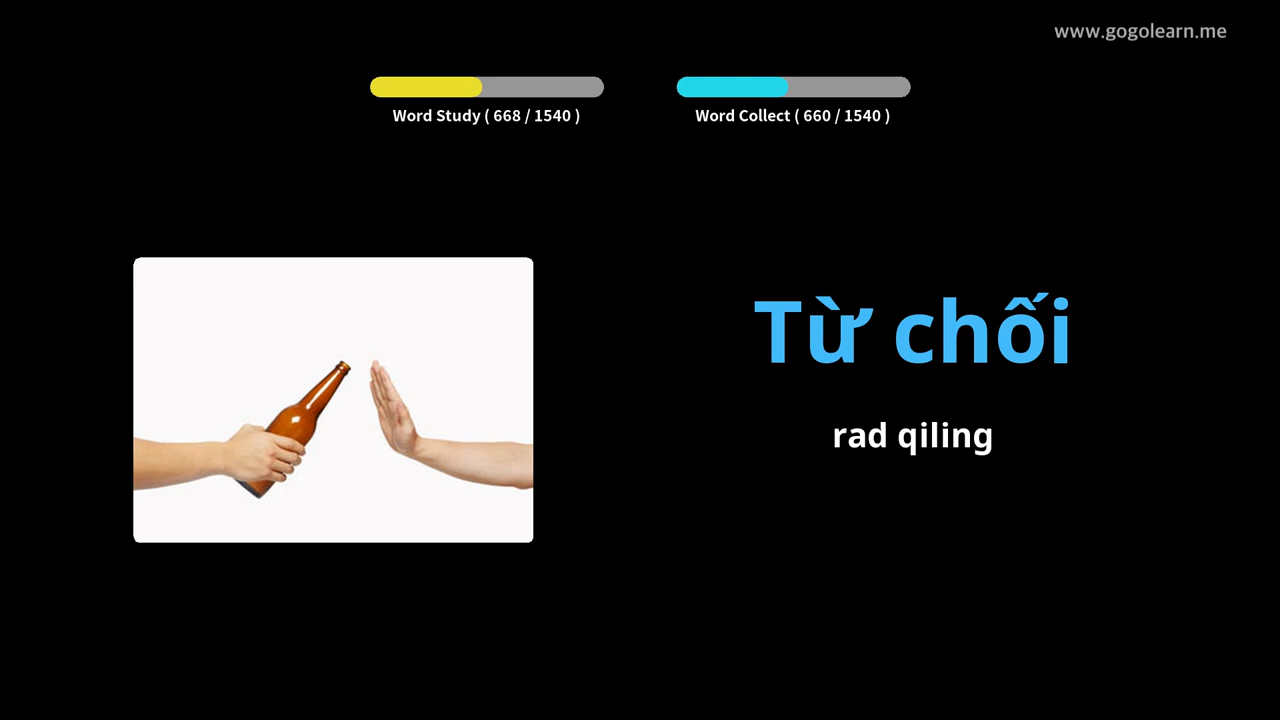 www.gogolearn.me
Word Study ( 668 / 1540 )
Word Collect ( 660 / 1540 )
Từ chối
rad qiling